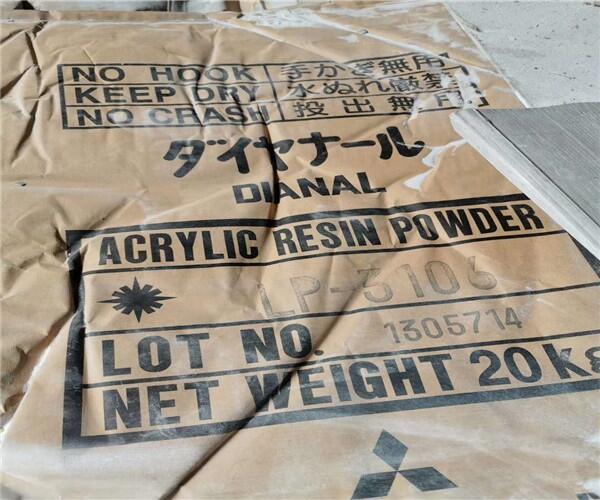 NO HOOK 手かぎ無用
KEEP DRY 水ぬれ厳禁
NO CRASH 投出無用
ダイヤナール
DIANAL
ACRYLIC RESIN POWDER
LP-3106
LOT NO. 1305714
NET WEIGHT 20kg